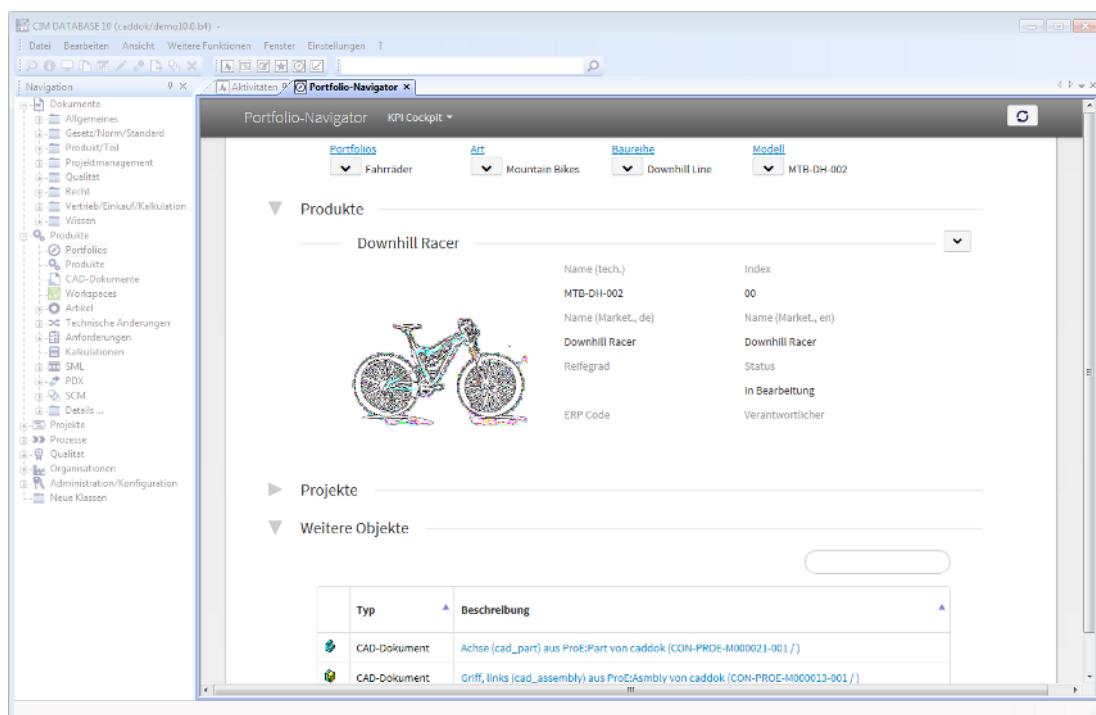 CIM DATABASE 10 (caddok/demo10.0.b4) -
Datei Bearbeiten Ansicht Weitere Funktionen Fenster Einstellungen ?
Navigation
Aktivitäten Portfolio-Navigator
Dokumente
Allgemeines
Gesetz/Norm/Standard
Produkt/Teil
Projektmanagement
Qualität
Recht
Vertrieb/Einkauf/Kalkulation
Wissen
Produkte
Portfolios
Produkte
CAD-Dokumente
Workspaces
Artikel
Technische Änderungen
Anforderungen
Kalkulationen
SML
PDX
SCM
Details ...
Projekte
Prozesse
Qualität
Organisationen
Administration/Konfiguration
Neue Klassen
Portfolio-Navigator KPI Cockpit
Portfolios Art Baureihe Modell
Fahrräder Mountain Bikes Downhill Line MTB-DH-002
Produkte
Downhill Racer
Name (tech.) Index
MTB-DH-002 00
Name (Market., de) Name (Market., en)
Downhill Racer Downhill Racer
Reifegrad Status
In Bearbeitung
ERP Code Verantwortlicher
Projekte
Weitere Objekte
Typ Beschreibung
CAD-Dokument Achse (cad_part) aus ProE:Part von caddok (CON-PROE-M000021-001 / )
CAD-Dokument Griff, links (cad_assembly) aus ProE:Asmbly von caddok (CON-PROE-M000013-001 / )